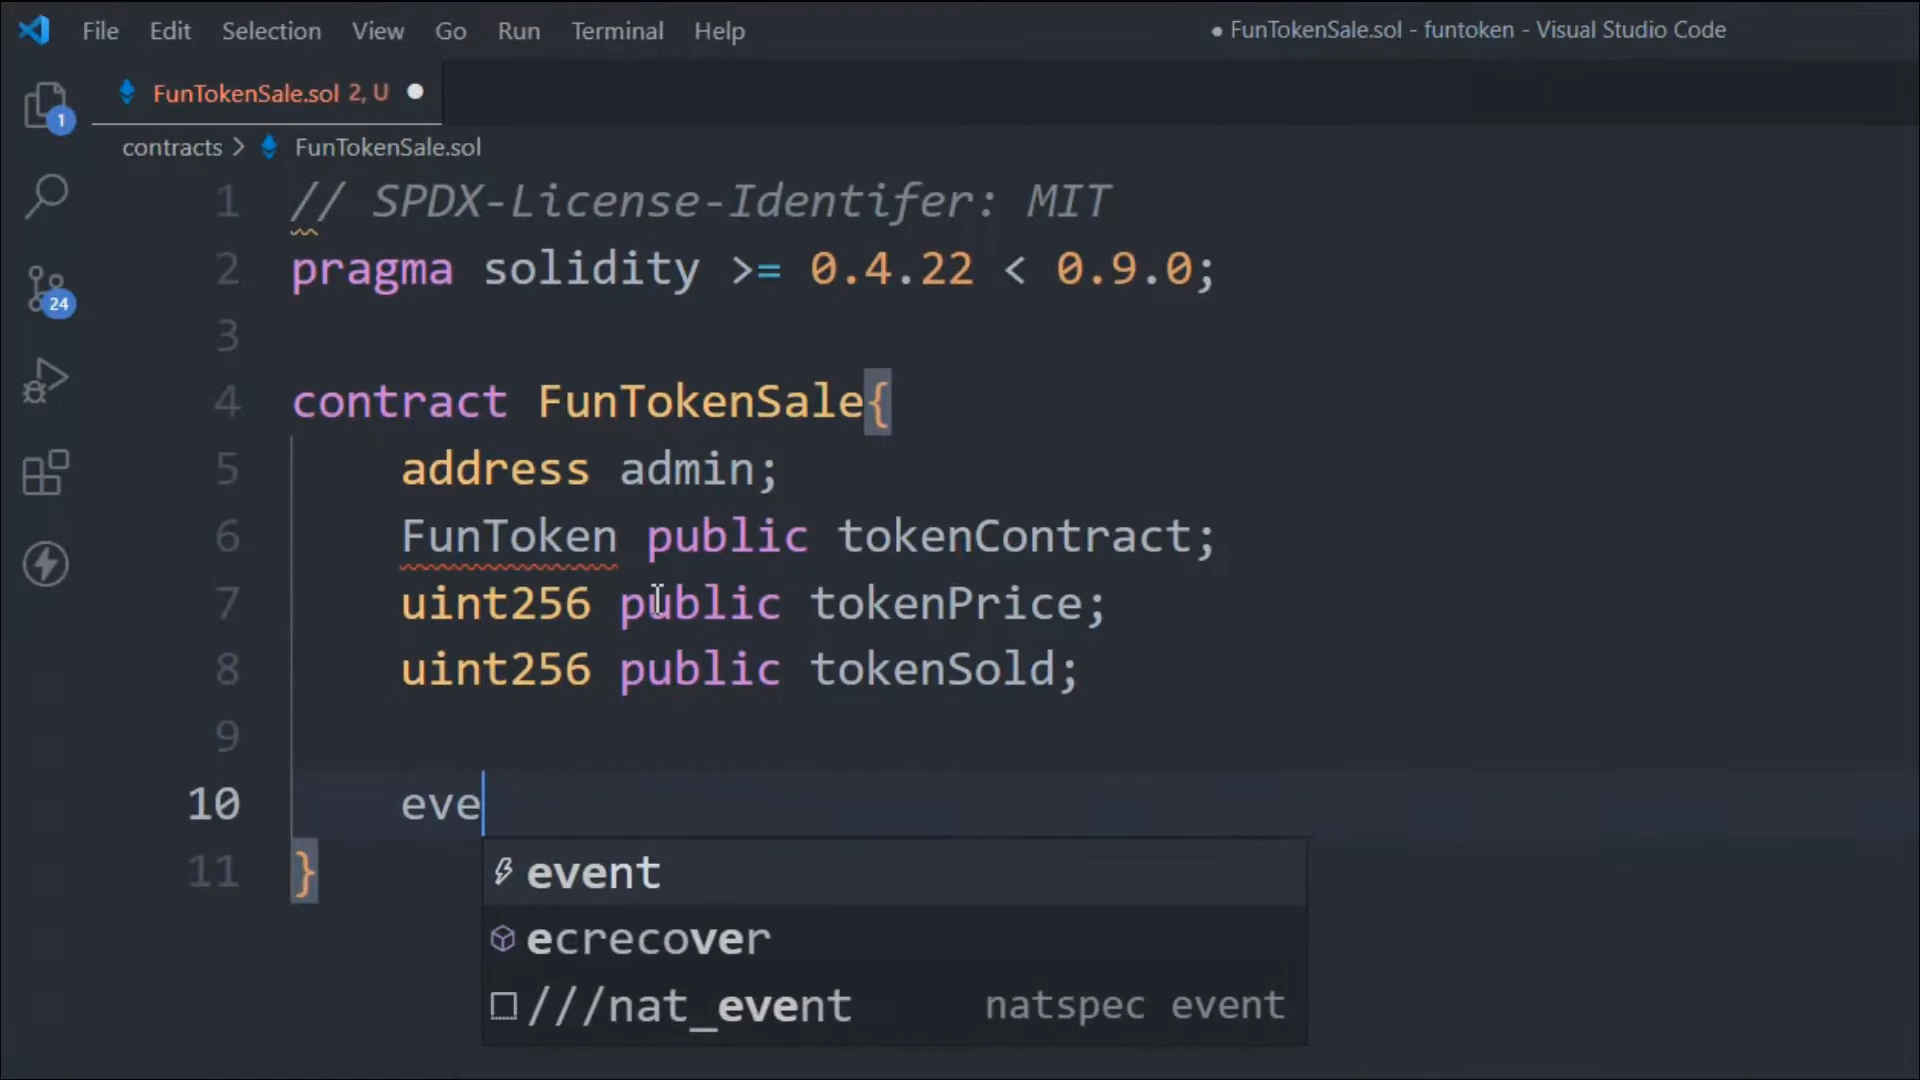 File Edit Selection View Go Run Terminal Help
● FunTokenSale.sol - funtoken - Visual Studio Code
FunTokenSale.sol 2, U ●
1
contracts > FunTokenSale.sol
24
1 // SPDX-License-Identifer: MIT
2 pragma solidity >= 0.4.22 < 0.9.0;
3
4 contract FunTokenSale{
5 address admin;
6 FunToken public tokenContract;
7 uint256 public tokenPrice;
8 uint256 public tokenSold;
9
10 eve
11 }
event
ecrecover
///nat_event natspec event